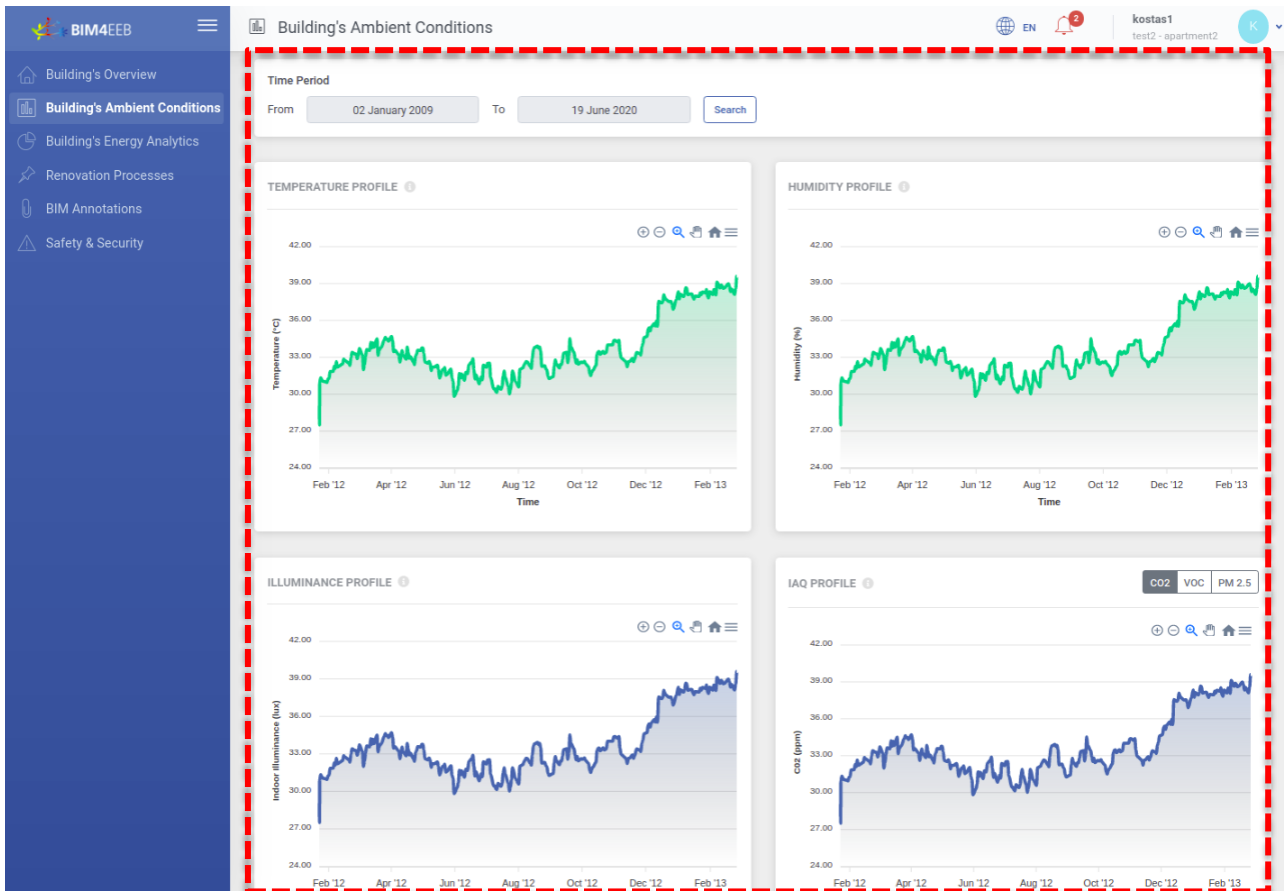 BIM4EEB
Building's Ambient Conditions
EN
2
kostas1
test2 - apartment2
K
Building's Overview
Building's Ambient Conditions
Building's Energy Analytics
Renovation Processes
BIM Annotations
Safety & Security
Time Period
From 02 January 2009 To 19 June 2020 Search
TEMPERATURE PROFILE
42.00
39.00
36.00
33.00
30.00
27.00
24.00
Temperature (°C)
Feb '12 Apr '12 Jun '12 Aug '12 Oct '12 Dec '12 Feb '13
Time
HUMIDITY PROFILE
42.00
39.00
36.00
33.00
30.00
27.00
24.00
Humidity (%)
Feb '12 Apr '12 Jun '12 Aug '12 Oct '12 Dec '12 Feb '13
Time
ILLUMINANCE PROFILE
42.00
39.00
36.00
33.00
30.00
27.00
24.00
Indoor Illuminance (lux)
Feb '12 Apr '12 Jun '12 Aug '12 Oct '12 Dec '12 Feb '13
IAQ PROFILE
CO2 VOC PM 2.5
42.00
39.00
36.00
33.00
30.00
27.00
24.00
CO2 (ppm)
Feb '12 Apr '12 Jun '12 Aug '12 Oct '12 Dec '12 Feb '13